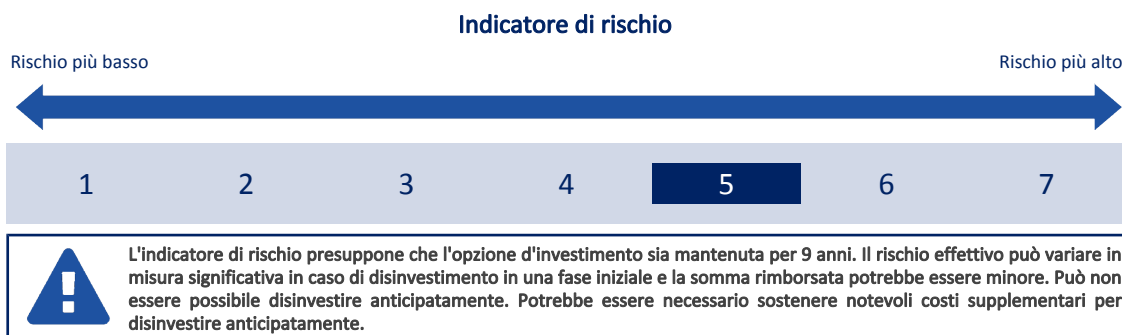 Indicatore di rischio
Rischio più basso
Rischio più alto
1 2 3 4 5 6 7
L'indicatore di rischio presuppone che l'opzione d'investimento sia mantenuta per 9 anni. Il rischio effettivo può variare in
misura significativa in caso di disinvestimento in una fase iniziale e la somma rimborsata potrebbe essere minore. Può non
essere possibile disinvestire anticipatamente. Potrebbe essere necessario sostenere notevoli costi supplementari per
disinvestire anticipatamente.